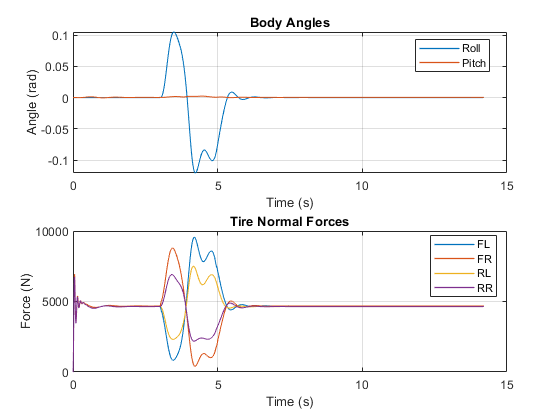 Body Angles
0.1
0.05
0
-0.05
-0.1
Angle (rad)
Roll
Pitch
0
5
10
15
Time (s)
Tire Normal Forces
10000
5000
0
Force (N)
FL
FR
RL
RR
0
5
10
15
Time (s)